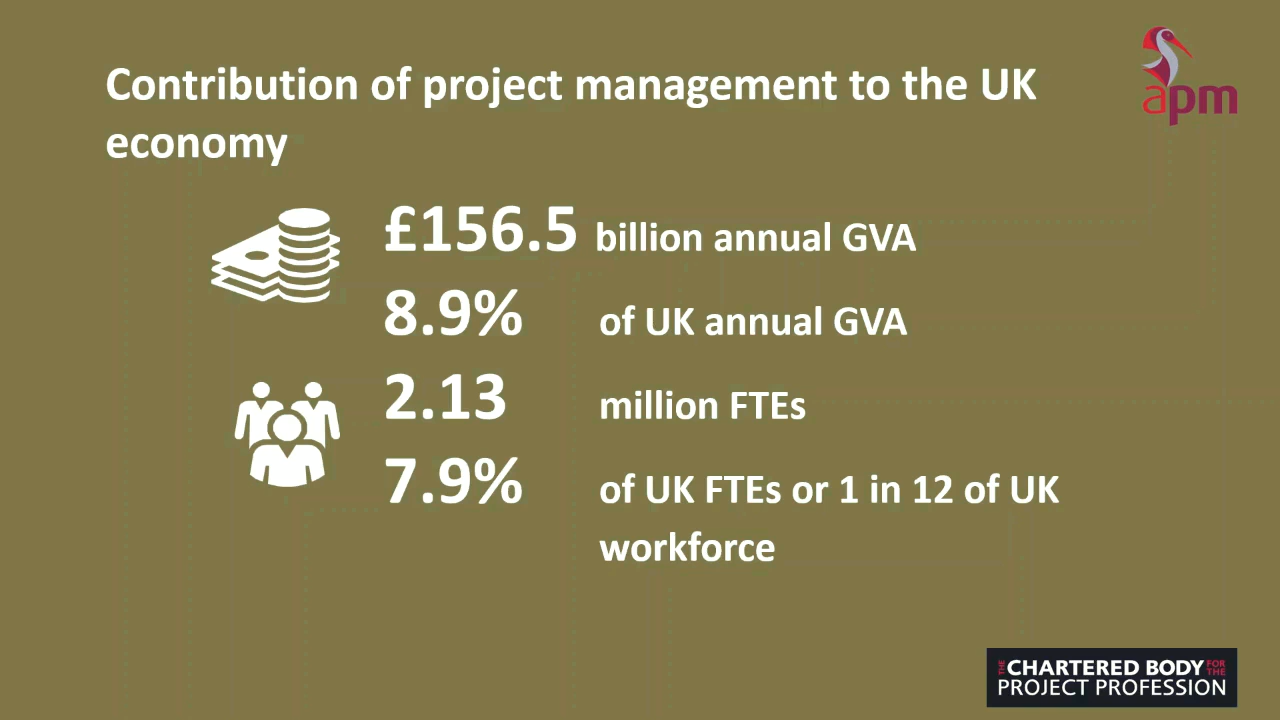 Contribution of project management to the UK
economy
apm
£156.5 billion annual GVA
8.9% of UK annual GVA
2.13 million FTEs
7.9% of UK FTEs or 1 in 12 of UK
workforce
THE CHARTERED BODY FOR THE
PROJECT PROFESSION